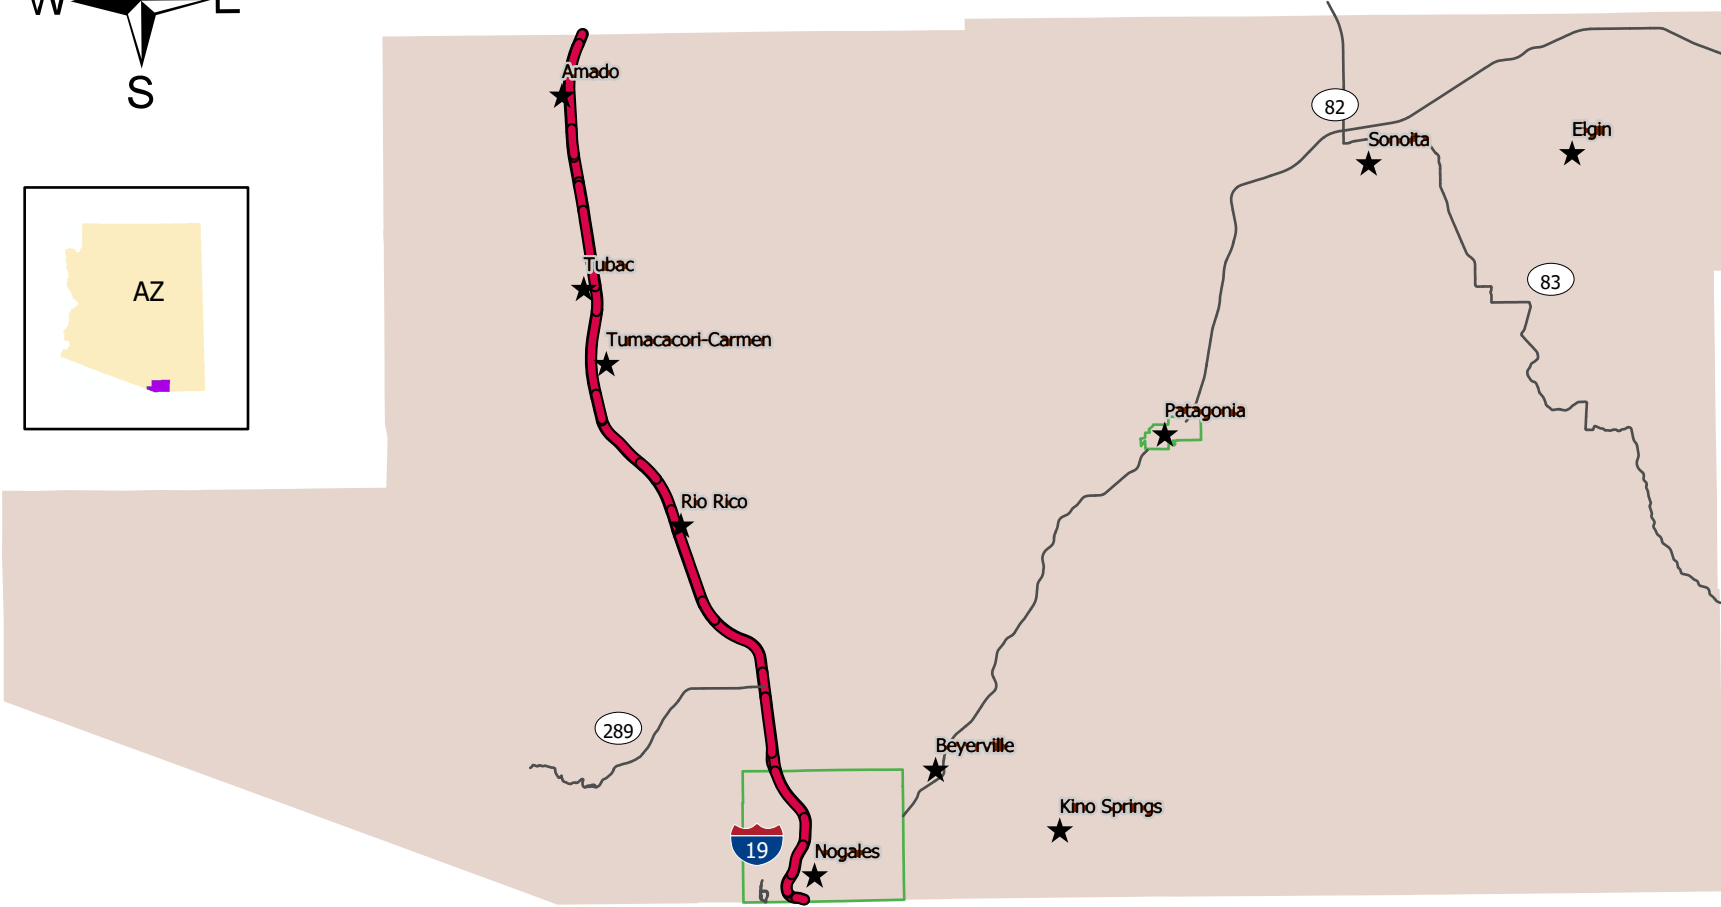 W E
S
Amado
82
Elgin
Sonoita
Tubac
83
AZ
Tumacacori-Carmen
Patagonia
Rio Rico
289
Beyerville
Kino Springs
19
Nogales